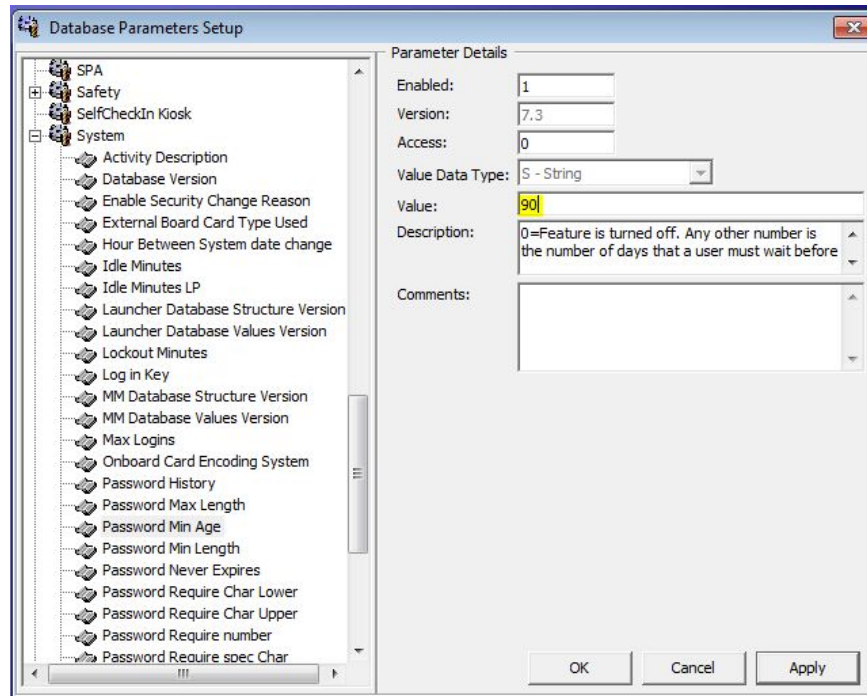 Database Parameters Setup
SPA
Safety
SelfCheckIn Kiosk
System
Activity Description
Database Version
Enable Security Change Reason
External Board Card Type Used
Hour Between System date change
Idle Minutes
Idle Minutes LP
Launcher Database Structure Version
Launcher Database Values Version
Lockout Minutes
Log in Key
MM Database Structure Version
MM Database Values Version
Max Logins
Onboard Card Encoding System
Password History
Password Max Length
Password Min Age
Password Min Length
Password Never Expires
Password Require Char Lower
Password Require Char Upper
Password Require number
Password Require spec Char
Parameter Details
Enabled: 1
Version: 7.3
Access: 0
Value Data Type: S - String
Value: 90
Description: 0=Feature is turned off. Any other number is
the number of days that a user must wait before
Comments:
OK Cancel Apply